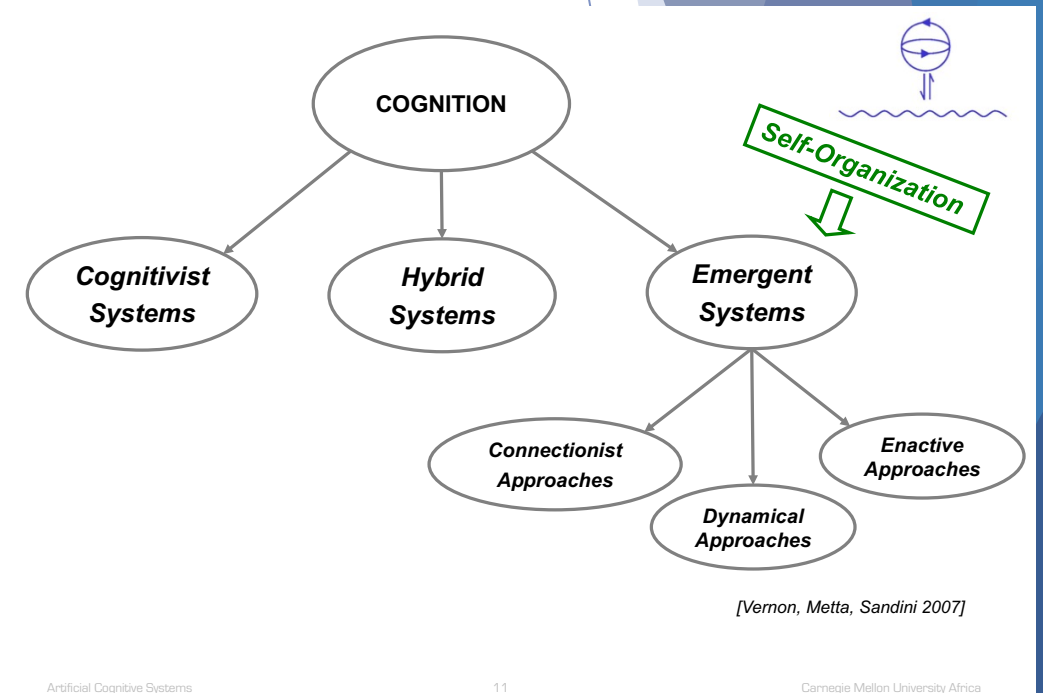 COGNITION
Self-Organization
Cognitivist
Systems
Hybrid
Systems
Emergent
Systems
Connectionist
Approaches
Dynamical
Approaches
Enactive
Approaches
[Vernon, Metta, Sandini 2007]
Artificial Cognitive Systems
11
Carnegie Mellon University Africa